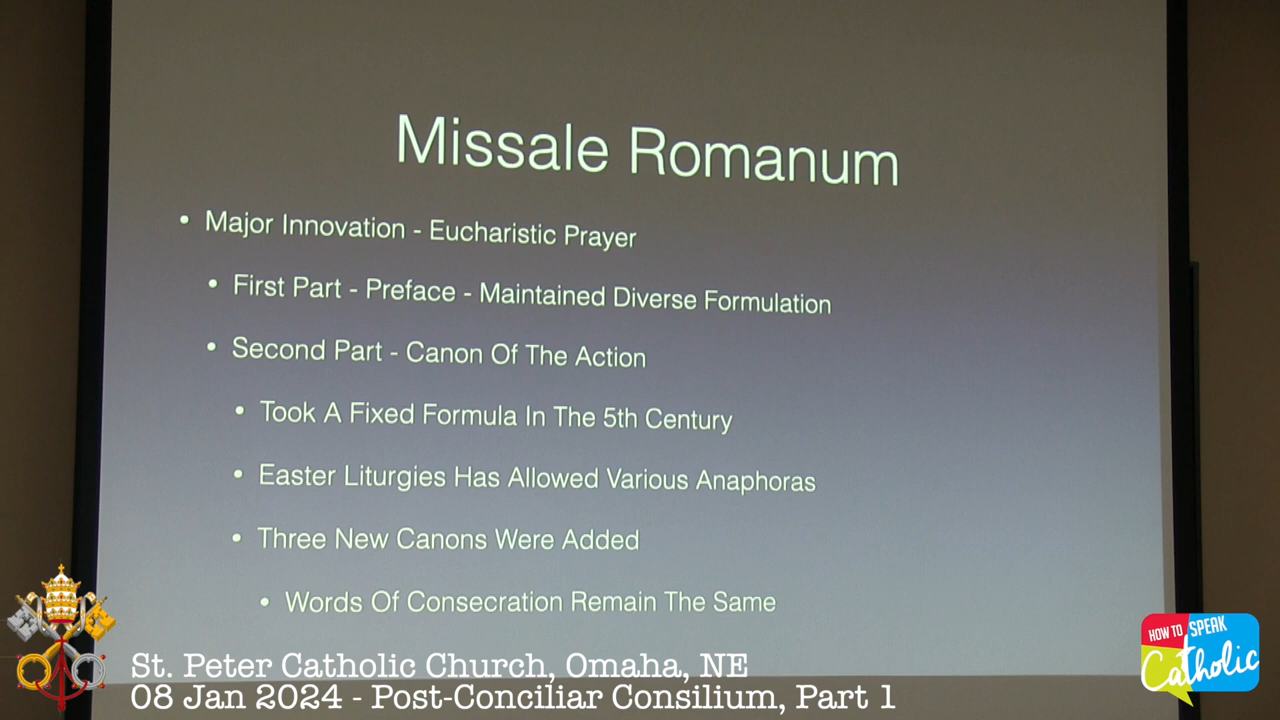 Missale Romanum
• Major Innovation - Eucharistic Prayer
• First Part - Preface - Maintained Diverse Formulation
• Second Part - Canon Of The Action
• Took A Fixed Formula In The 5th Century
• Easter Liturgies Has Allowed Various Anaphoras
• Three New Canons Were Added
• Words Of Consecration Remain The Same
St. Peter Catholic Church, Omaha, NE
08 Jan 2024 - Post-Conciliar Consilium, Part 1
HOW TO SPEAK
Catholic